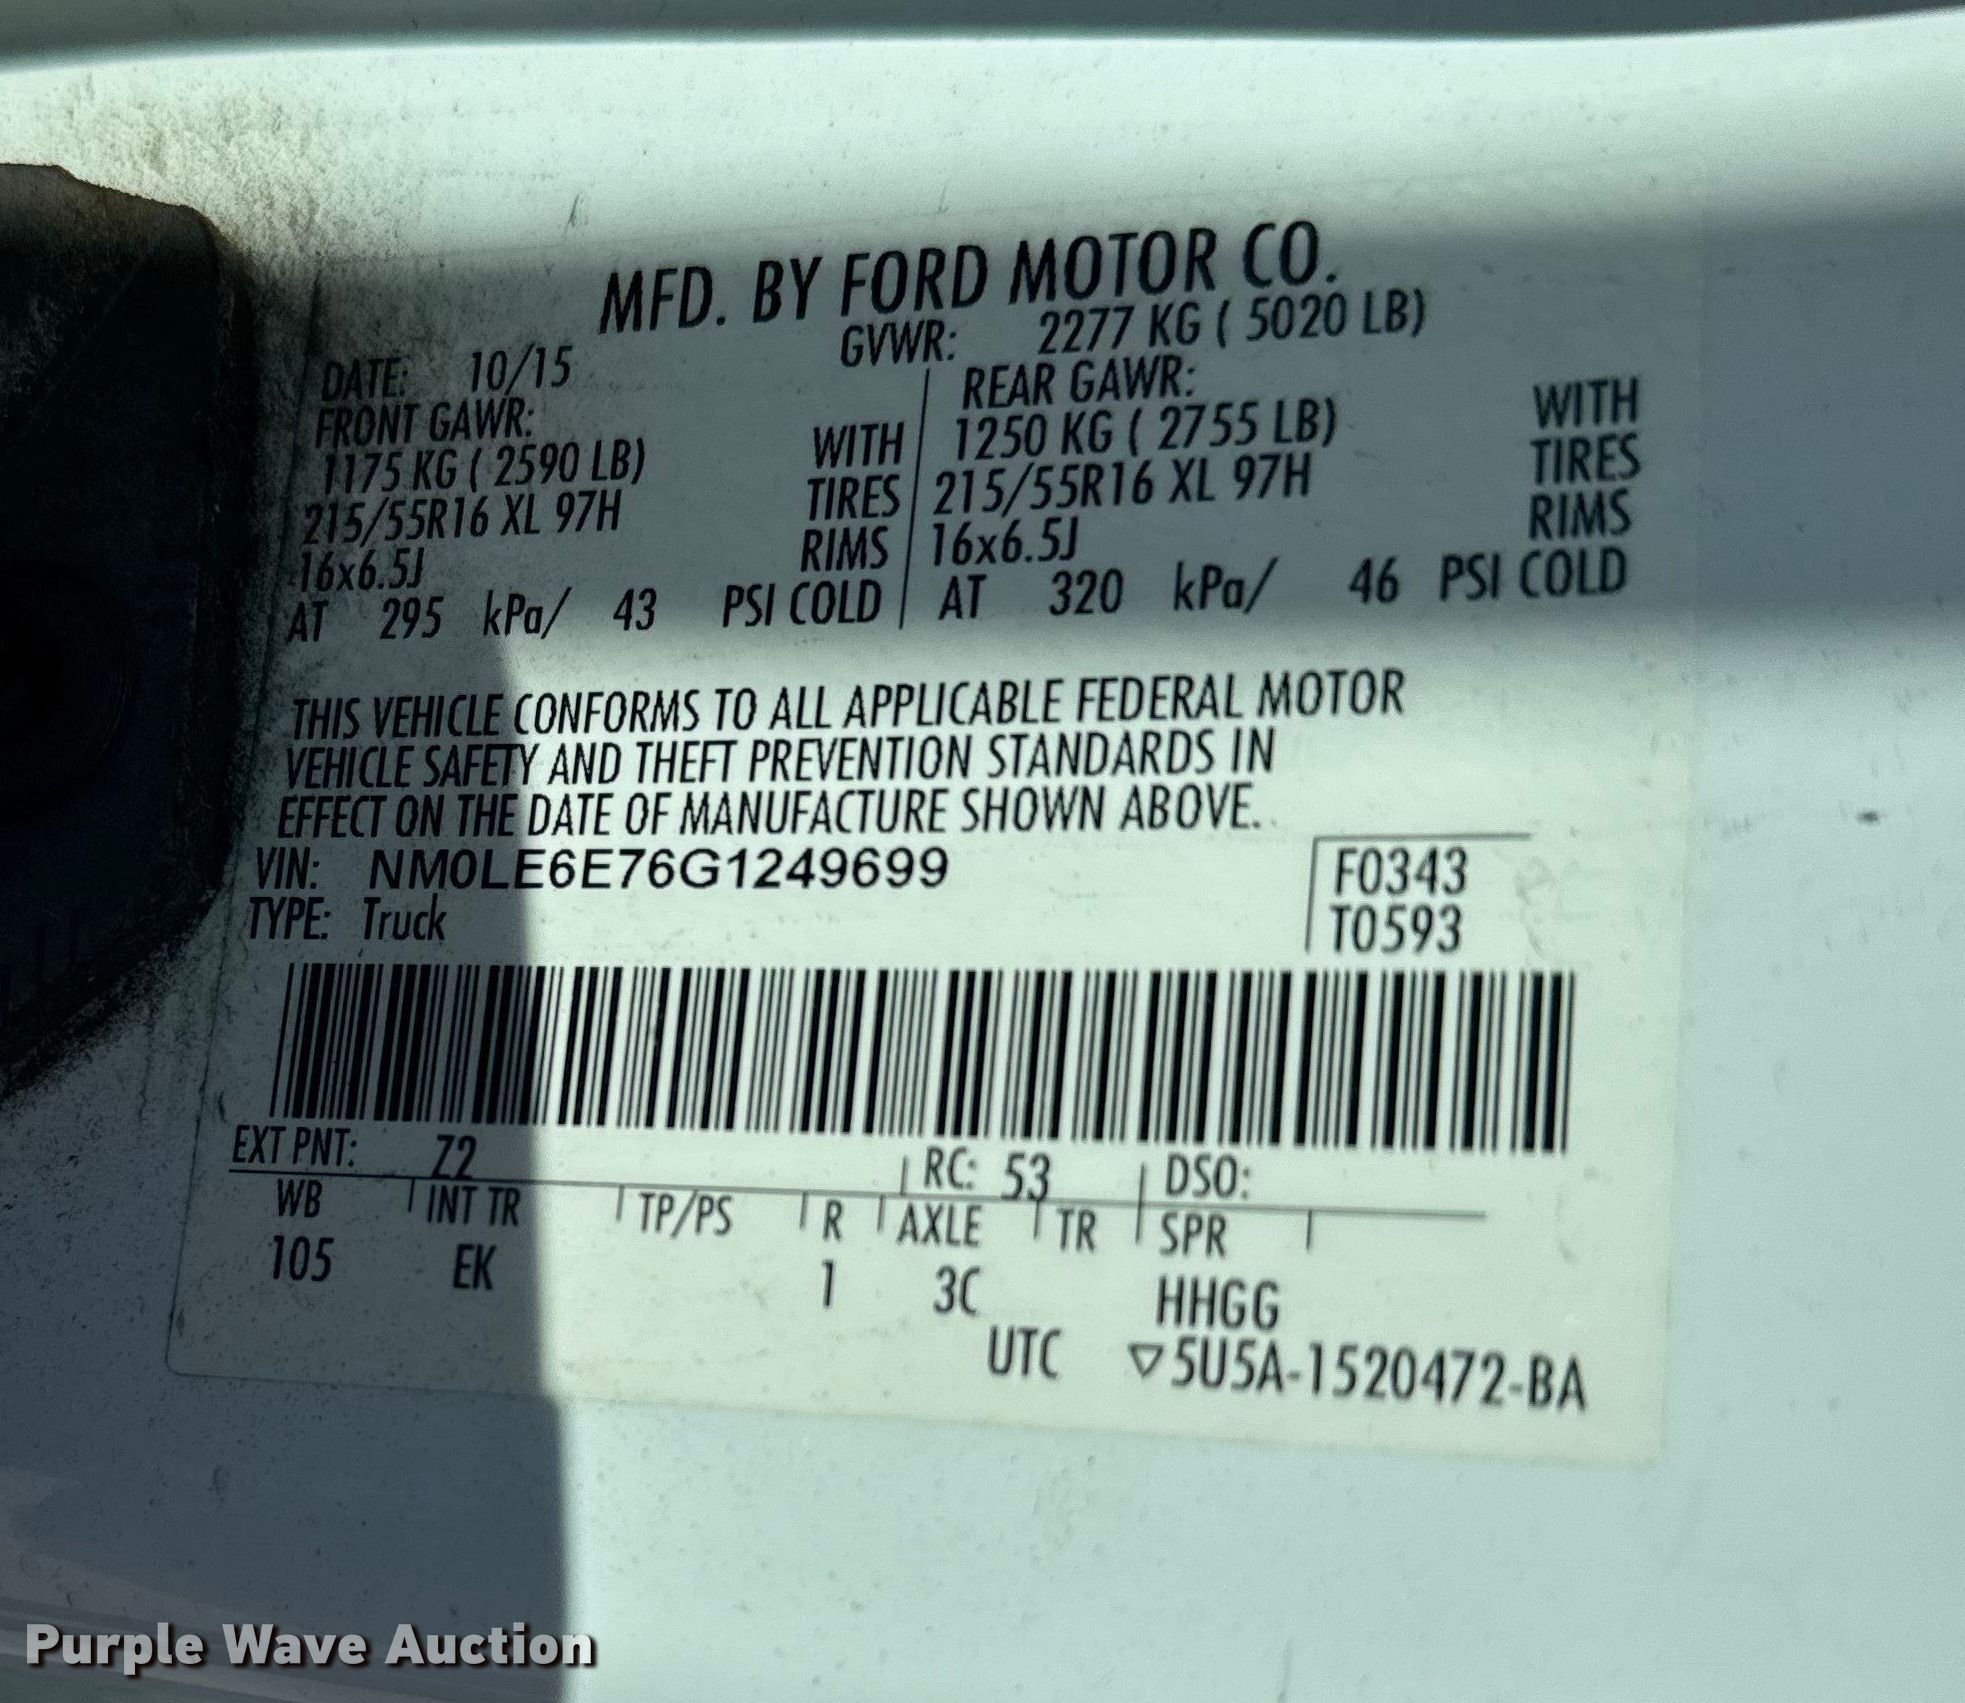 MFD. BY FORD MOTOR CO.
DATE: 10/15 GVWR: 2277 KG ( 5020 LB)
FRONT GAWR: REAR GAWR:
1175 KG ( 2590 LB) WITH 1250 KG ( 2755 LB) WITH
215/55R16 XL 97H TIRES 215/55R16 XL 97H TIRES
16x6.5J RIMS 16x6.5J RIMS
AT 295 kPa/ 43 PSI COLD AT 320 kPa/ 46 PSI COLD
THIS VEHICLE CONFORMS TO ALL APPLICABLE FEDERAL MOTOR
VEHICLE SAFETY AND THEFT PREVENTION STANDARDS IN
EFFECT ON THE DATE OF MANUFACTURE SHOWN ABOVE.
VIN: NM0LE6E76G1249699 F0343
TYPE: Truck T0593
EXT PNT: Z2 RC: 53 DSO:
WB INT TR TP/PS R AXLE TR SPR
105 EK 1 3C HHGG
UTC ▽5U5A-1520472-BA
Purple Wave Auction